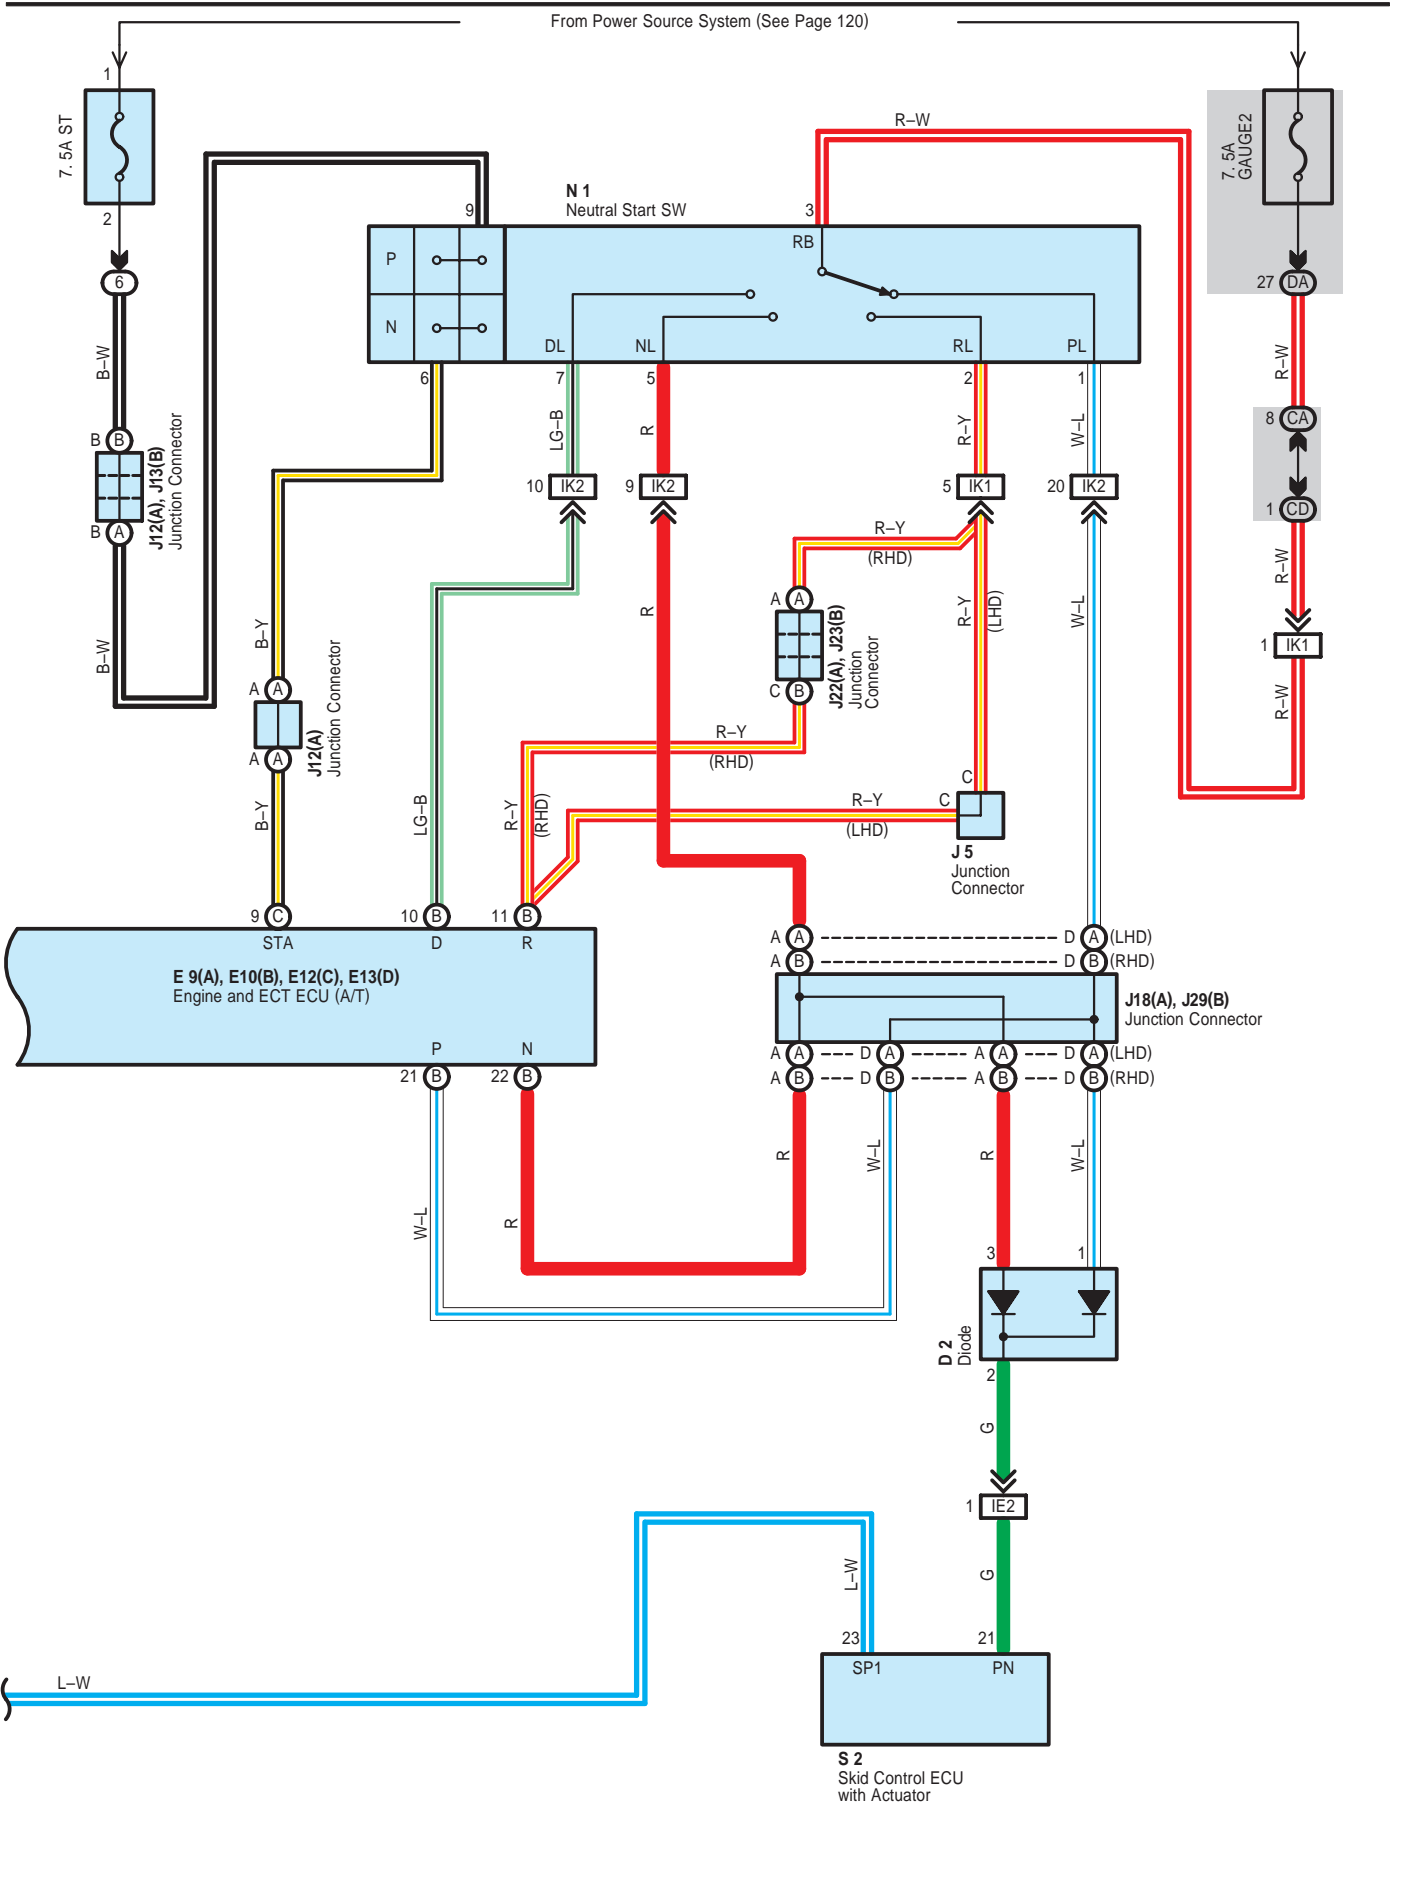 From Power Source System (See Page 120)
1
7. 5A ST
2
6
B–W
B B
J12(A), J13(B)
Junction Connector
B A
B–W
R–W
7. 5A
GAUGE2
27 DA
R–W
8 CA
1 CD
R–W
1 IK1
R–W
N 1
Neutral Start SW
9
3
P
N
RB
DL
NL
RL
PL
6
7
5
2
1
LG–B
R
R–Y
W–L
10 IK2
9 IK2
5 IK1
20 IK2
R–Y
(RHD)
B–Y
R
R–Y
(LHD)
W–L
A A
J22(A), J23(B)
Junction
Connector
C B
A A
J12(A)
Junction Connector
A A
R–Y
(RHD)
B–Y
LG–B
R–Y
(RHD)
R–Y
(LHD)
C
C
J 5
Junction
Connector
9 C
10 B
11 B
STA
D
R
E 9(A), E10(B), E12(C), E13(D)
Engine and ECT ECU (A/T)
P
N
21 B
22 B
A A D A (LHD)
A B D B (RHD)
J18(A), J29(B)
Junction Connector
A A D A A A D A (LHD)
A B D B A B D B (RHD)
W–L
R
R
W–L
R
W–L
3
1
D 2
Diode
2
G
1 IE2
G
L–W
L–W
23
21
SP1
PN
S 2
Skid Control ECU
with Actuator